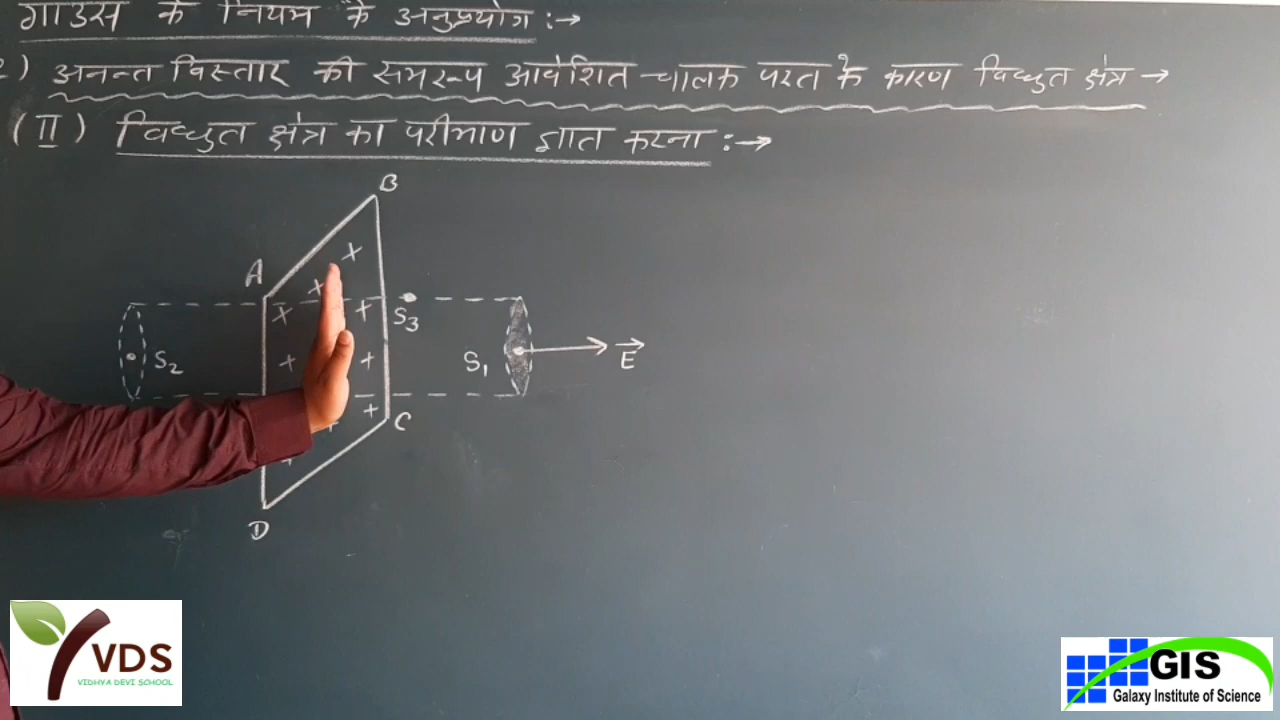 गाउस के नियम के अनुप्रयोग :→
2) अनन्त विस्तार की समरूप आवेशित चालक परत के कारण विध्युत क्षेत्र →
(II) विध्युत क्षेत्र का परीमाण ज्ञात करना :→
B
A
S₃
S₂
S₁
E
C
D
VDS
VIDHYA DEVI SCHOOL
GIS
Galaxy Institute of Science